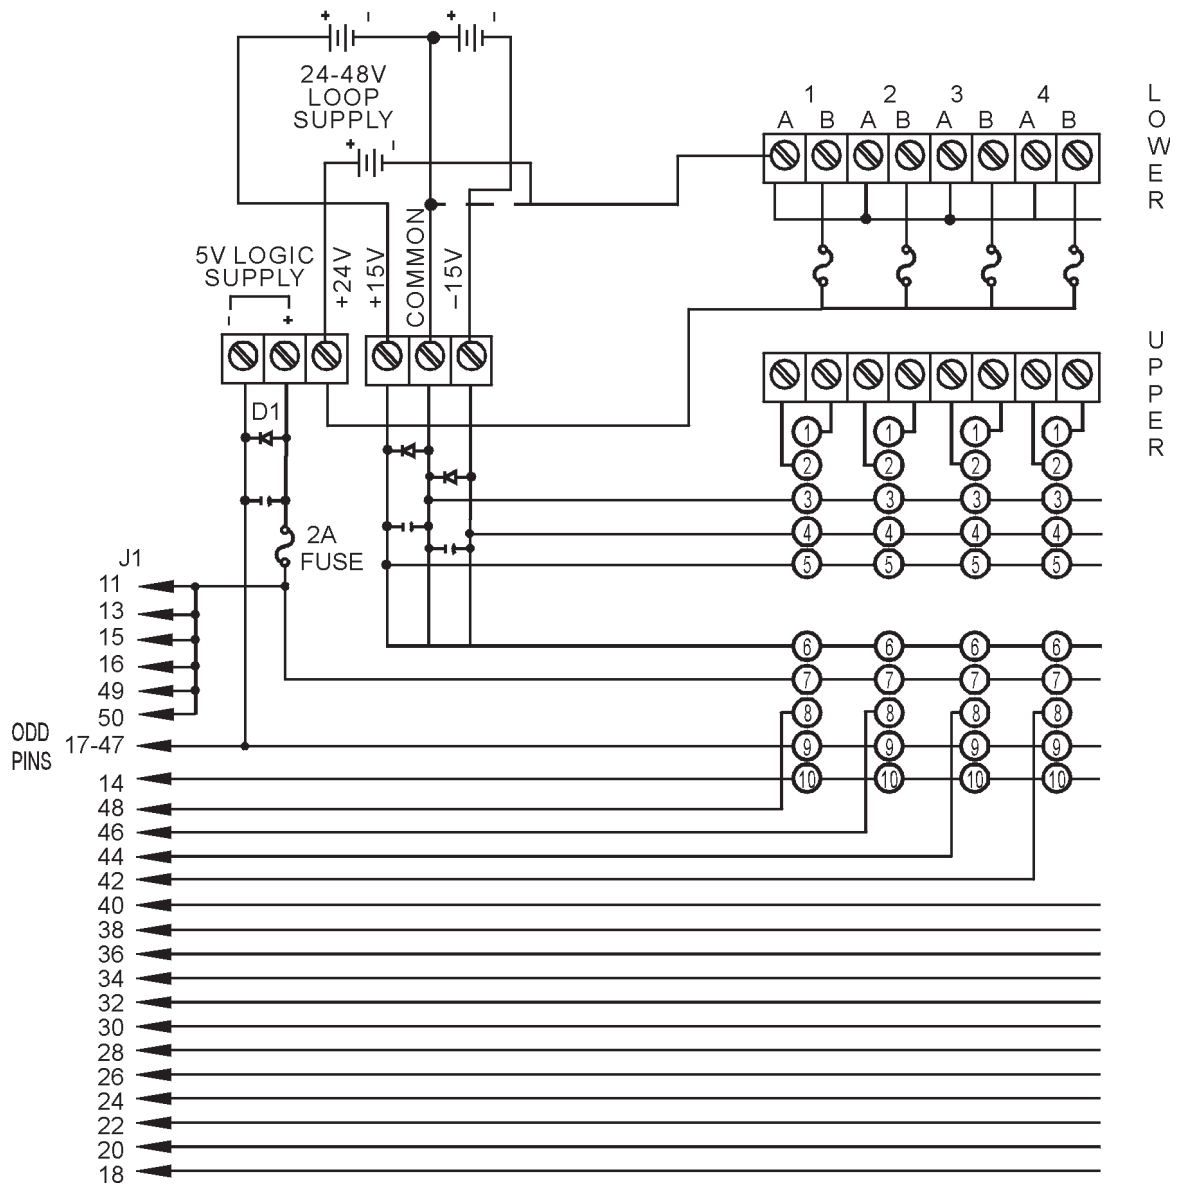 + - + -
24-48V
LOOP
SUPPLY
+ -
1 2 3 4
A B A B A B A B
LOWER
5V LOGIC
SUPPLY
- +
+24V
+15V
COMMON
–15V
UPPER
D1
1 1 1 1
2 2 2 2
3 3 3 3
4 4 4 4
2A
FUSE
5 5 5 5
J1
11
13
15
6 6 6 6
16
7 7 7 7
49
50
8 8 8 8
ODD
PINS
17-47
9 9 9 9
14
10 10 10 10
48
46
44
42
40
38
36
34
32
30
28
26
24
22
20
18